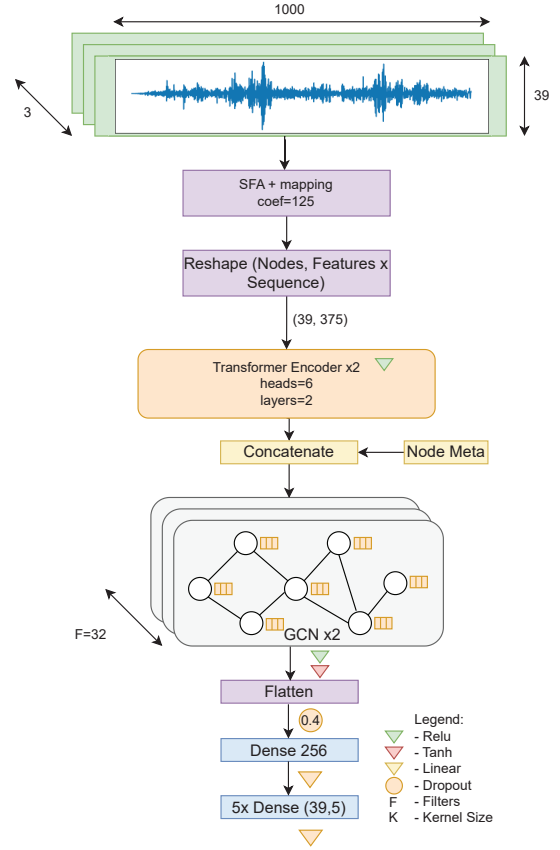 1000
39
3
SFA + mapping
coef=125
Reshape (Nodes, Features x
Sequence)
(39, 375)
Transformer Encoder x2
heads=6
layers=2
Concatenate
Node Meta
F=32
GCN x2
Flatten
0.4
Dense 256
5x Dense (39,5)
Legend:
- Relu
- Tanh
- Linear
- Dropout
F - Filters
K - Kernel Size